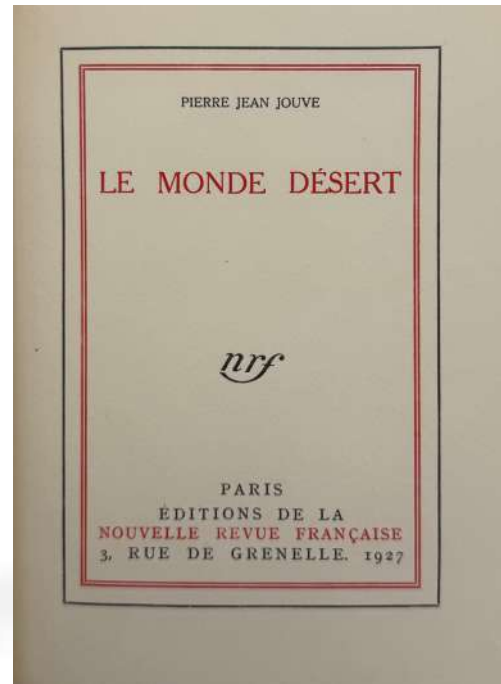 PIERRE JEAN JOUVE
LE MONDE DÉSERT
nrf
PARIS
ÉDITIONS DE LA
NOUVELLE REVUE FRANÇAISE
3, RUE DE GRENELLE. 1927